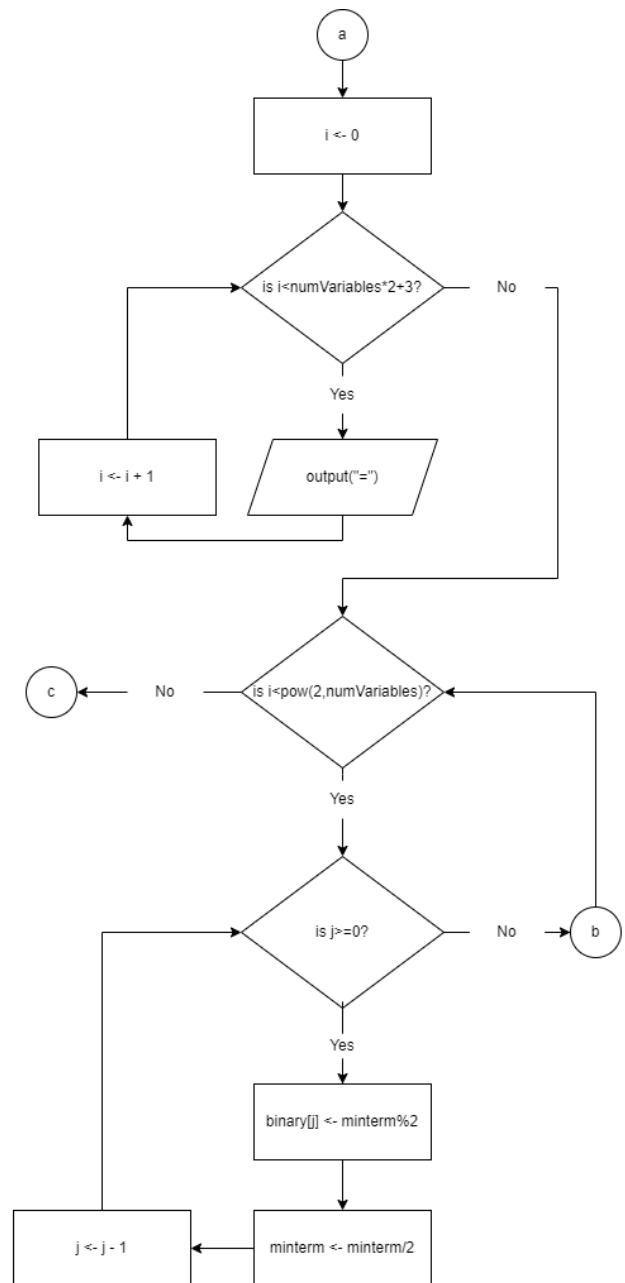 a
i <- 0
is i<numVariables*2+3?
No
Yes
i <- i + 1
output("=")
c
No
is i<pow(2,numVariables)?
Yes
is j>=0?
No
b
Yes
binary[j] <- minterm%2
j <- j - 1
minterm <- minterm/2